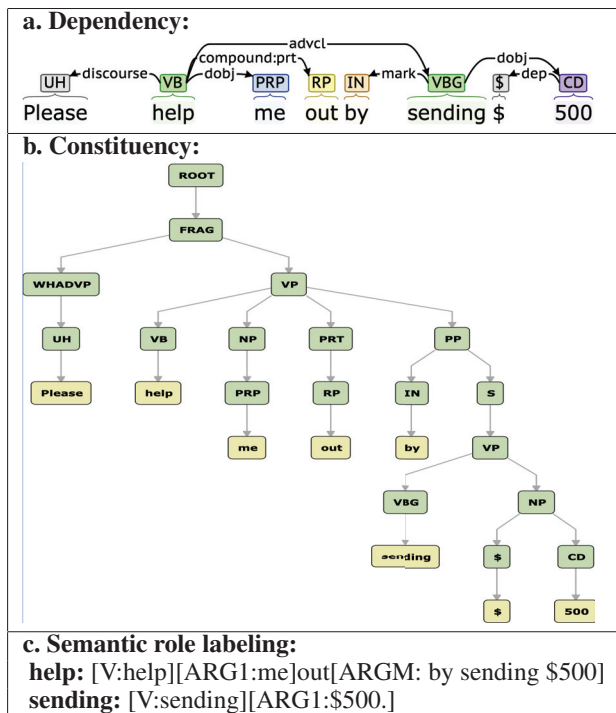 a. Dependency:
advcl
compound:prt dobj
UH discourse VB dobj PRP RP IN mark VBG $ dep CD
Please help me out by sending $ 500
b. Constituency:
ROOT
FRAG
WHADVP VP
UH VB NP PRT PP
Please help PRP RP IN S
me out by VP
VBG NP
sending $ CD
$ 500
c. Semantic role labeling:
help: [V:help][ARG1:me]out[ARGM: by sending $500]
sending: [V:sending][ARG1:$500.]